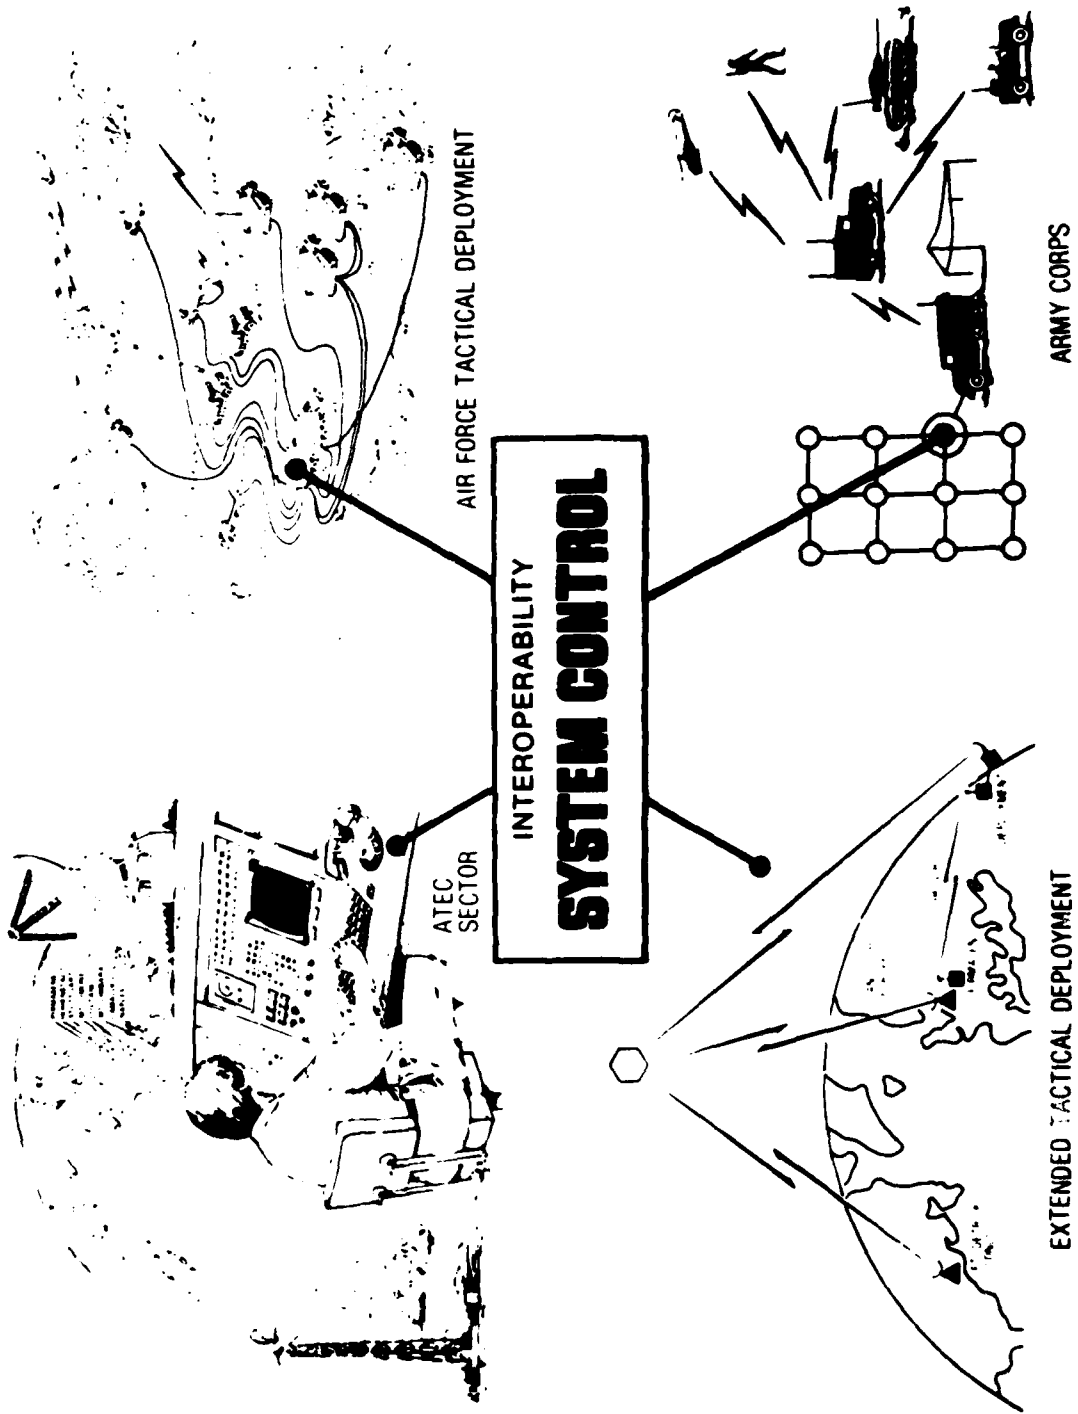 ATEC
SECTOR
AIR FORCE TACTICAL DEPLOYMENT
INTEROPERABILITY
SYSTEM CONTROL
EXTENDED TACTICAL DEPLOYMENT
ARMY CORPS